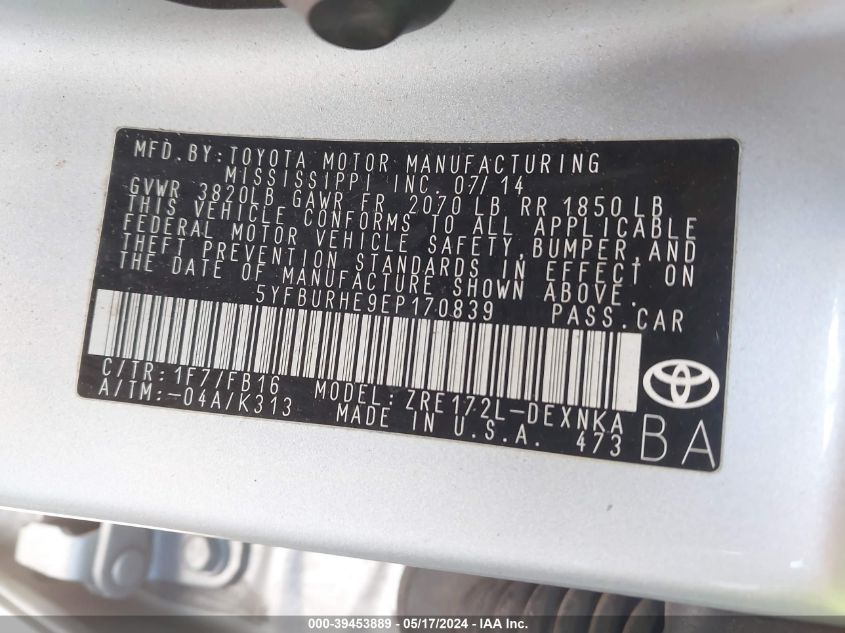 MFD.BY:TOYOTA MOTOR MANUFACTURING
MISSISSIPPI INC. 07/14
GVWR 3820LB GAWR FR 2070 LB RR 1850 LB
THIS VEHICLE CONFORMS TO ALL APPLICABLE
FEDERAL MOTOR VEHICLE SAFETY, BUMPER, AND
THEFT PREVENTION STANDARDS IN EFFECT ON
THE DATE OF MANUFACTURE SHOWN ABOVE.
5YFBURHE9EP170839 PASS.CAR
C/TR:1F7/FB16 MODEL:ZRE172L-DEXNKA
A/TM:-04A/K313 MADE IN U.S.A. 473
BA
000-39453889 - 05/17/2024 - IAA Inc.